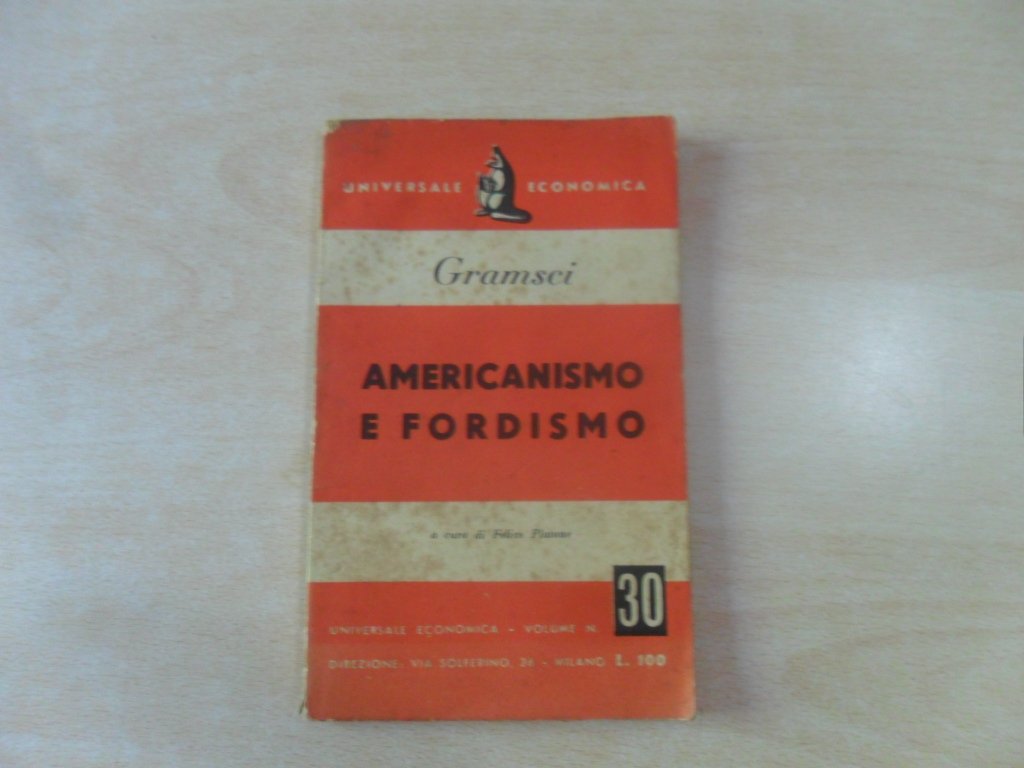 UNIVERSALE ECONOMICA
Gramsci
AMERICANISMO
E FORDISMO
a cura di Felice Platone
UNIVERSALE ECONOMICA - VOLUME N. 30
DIREZIONE: VIA SOLFERINO, 26 - MILANO L. 100